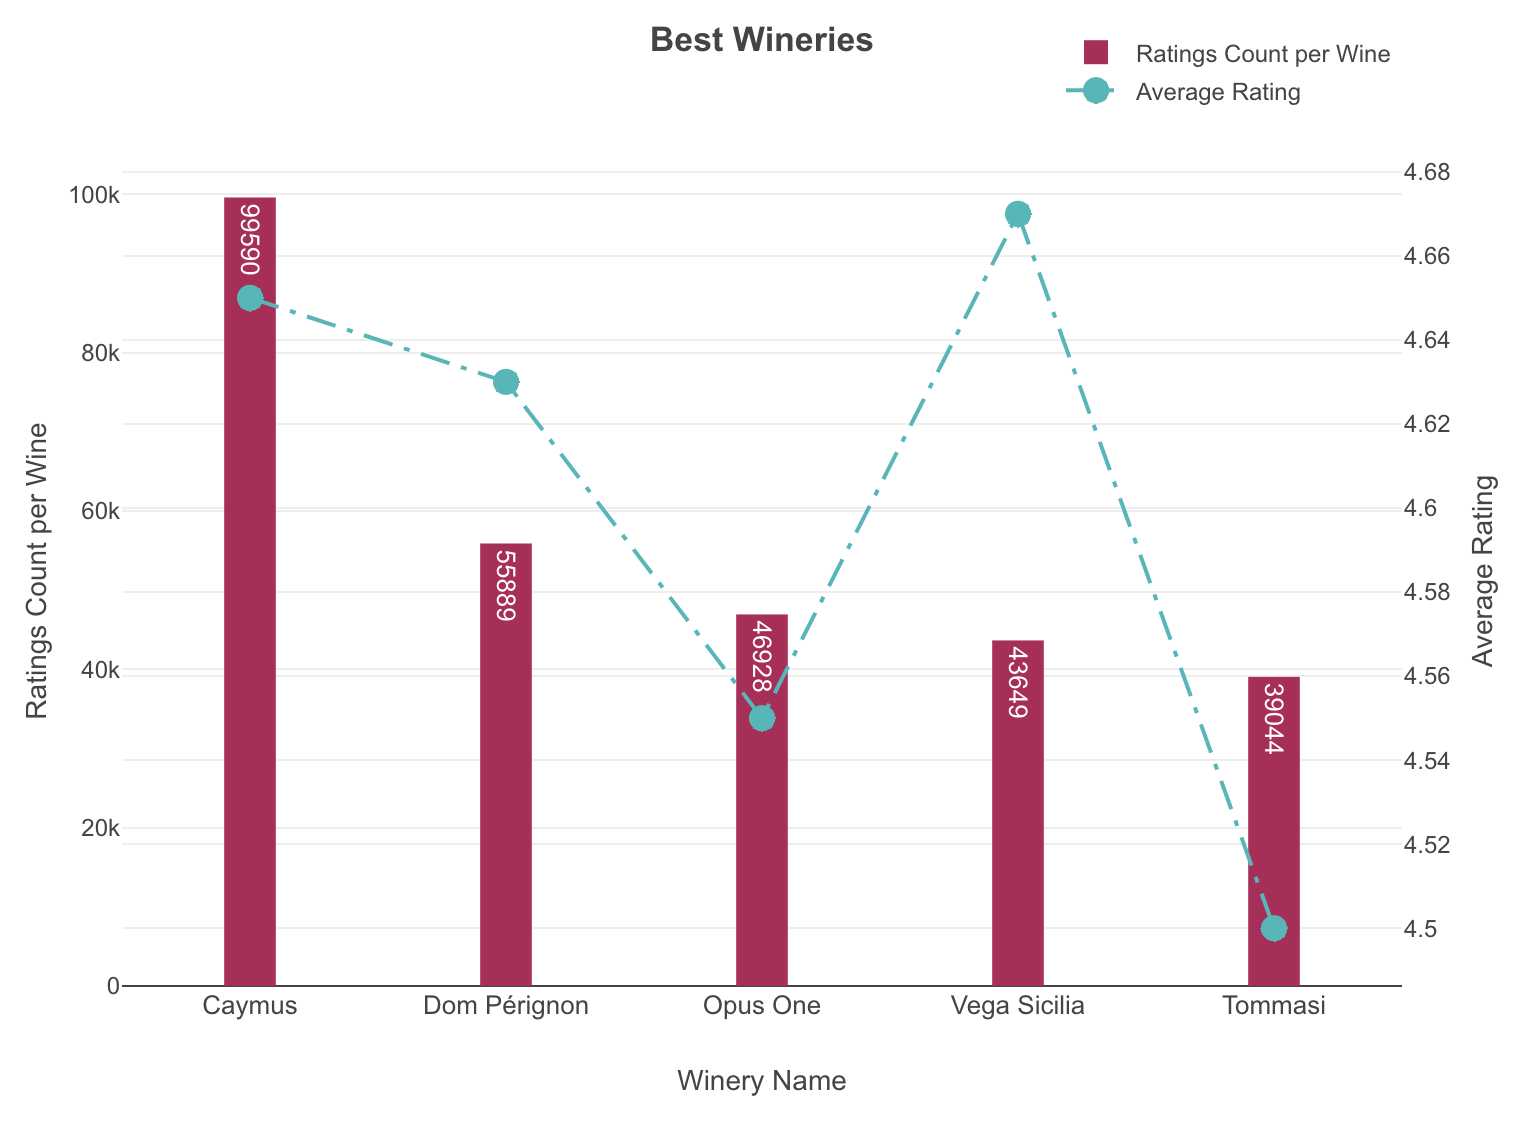 Best Wineries
Ratings Count per Wine
Average Rating
100k
80k
60k
40k
20k
0
Ratings Count per Wine
4.68
4.66
4.64
4.62
4.6
4.58
4.56
4.54
4.52
4.5
Average Rating
99590
55889
46928
43649
39044
Caymus
Dom Pérignon
Opus One
Vega Sicilia
Tommasi
Winery Name